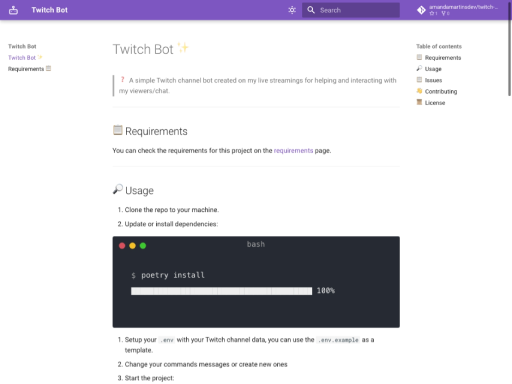 Twitch Bot
Search
amandamartinsdev/twitch-...
1 0
Twitch Bot
Twitch Bot
Requirements
Twitch Bot
A simple Twitch channel bot created on my live streamings for helping and interacting with
my viewers/chat.
Requirements
You can check the requirements for this project on the requirements page.
Usage
1. Clone the repo to your machine.
2. Update or install dependencies:
bash
$ poetry install
100%
1. Setup your .env with your Twitch channel data, you can use the .env.example as a
template.
2. Change your commands messages or create new ones
3. Start the project:
Table of contents
Requirements
Usage
Issues
Contributing
License